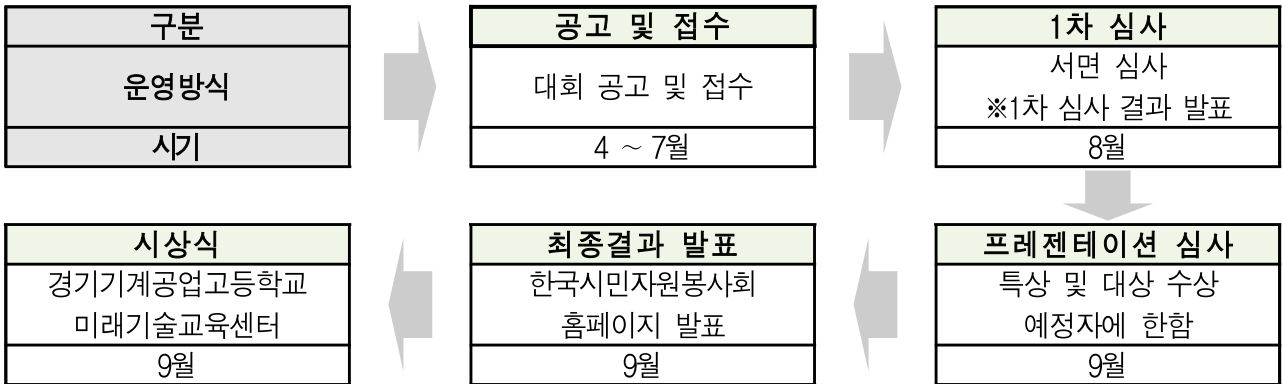 구분
운영방식
시기
공고 및 접수
대회 공고 및 접수
4 ~ 7월
1차 심사
서면 심사
※1차 심사 결과 발표
8월
프레젠테이션 심사
특상 및 대상 수상
예정자에 한함
9월
최종결과 발표
한국시민자원봉사회
홈페이지 발표
9월
시상식
경기기계공업고등학교
미래기술교육센터
9월